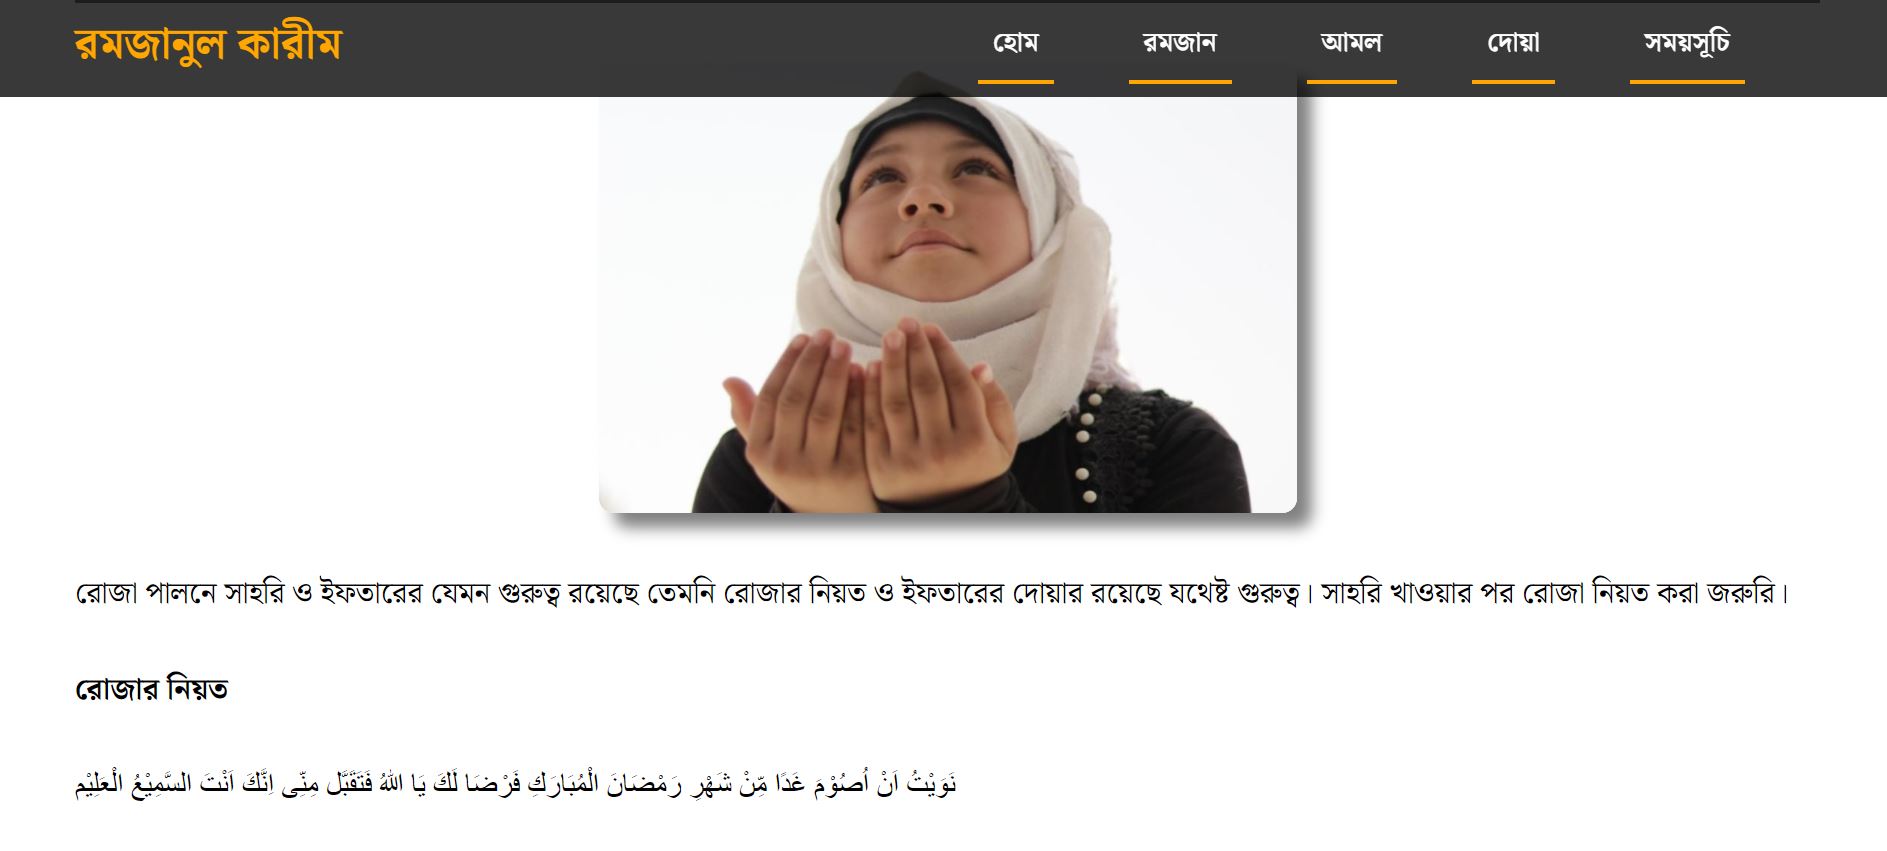 রমজানুল কারীম
হোম রমজান আমল দোয়া সময়সূচি
রোজা পালনে সাহরি ও ইফতারের যেমন গুরুত্ব রয়েছে তেমনি রোজার নিয়ত ও ইফতারের দোয়ার রয়েছে যথেষ্ট গুরুত্ব। সাহরি খাওয়ার পর রোজা নিয়ত করা জরুরি।
রোজার নিয়ত
نَوَيْتُ اَنْ اُصُوْمَ غَدًا مِّنْ شَهْرِ رَمْضَانَ الْمُبَارَكِ فَرْضَا لَكَ يَا اللهُ فَتَقَبَّل مِنِّى اِنَّكَ اَنْتَ السَّمِيْعُ الْعَلِيْم